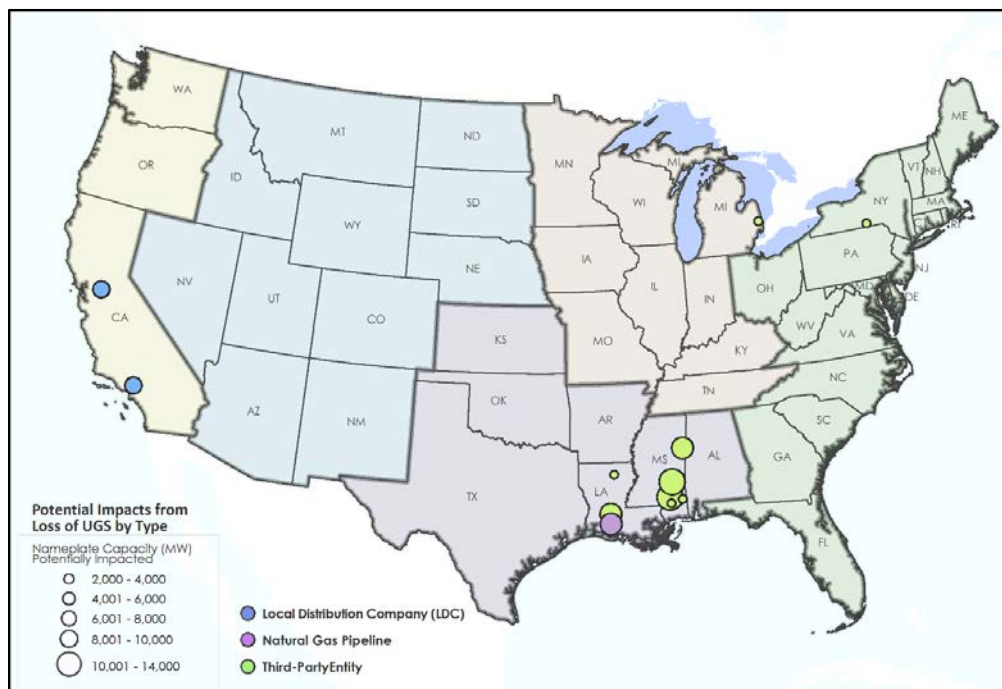 WA
MT
ND
MN
MI
ME
VT
NH
OR
ID
SD
WI
MI
NY
MA
RI
WY
IA
PA
NJ
NE
NV
UT
CO
IL
IN
OH
MD
DE
CA
WV
VA
KS
MO
KY
NC
TN
AZ
NM
OK
AR
SC
MS
AL
GA
TX
LA
FL
Potential Impacts from
Loss of UGS by Type
Nameplate Capacity (MW)
Potentially Impacted
2,000 - 4,000
4,001 - 6,000
6,001 - 8,000
8,001 - 10,000
10,001 - 14,000
Local Distribution Company (LDC)
Natural Gas Pipeline
Third-PartyEntity